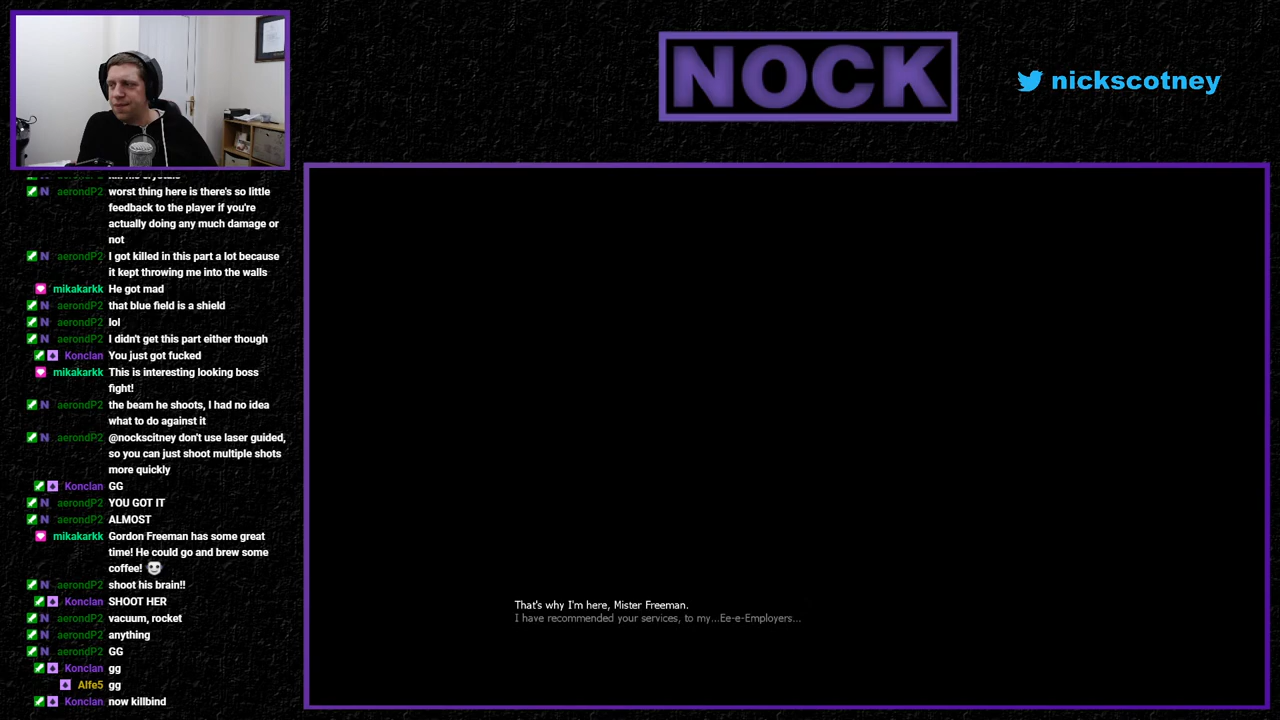 NOCK
nickscotney
aerondP2 worst thing here is there's so little
feedback to the player if you're
actually doing any much damage or
not
N aerondP2 I got killed in this part a lot because
it kept throwing me into the walls
mikakarkk He got mad
N aerondP2 that blue field is a shield
N aerondP2 lol
N aerondP2 I didn't get this part either though
Konclan You just got fucked
mikakarkk This is interesting looking boss
fight!
N aerondP2 the beam he shoots, I had no idea
what to do against it
N aerondP2 @nockscitney don't use laser guided,
so you can just shoot multiple shots
more quickly
Konclan GG
N aerondP2 YOU GOT IT
N aerondP2 ALMOST
mikakarkk Gordon Freeman has some great
time! He could go and brew some
coffee!
N aerondP2 shoot his brain!!
Konclan SHOOT HER
N aerondP2 vacuum, rocket
N aerondP2 anything
N aerondP2 GG
Konclan gg
Alfe5 gg
Konclan now killbind
That's why I'm here, Mister Freeman.
I have recommended your services, to my...Ee-e-Employers...